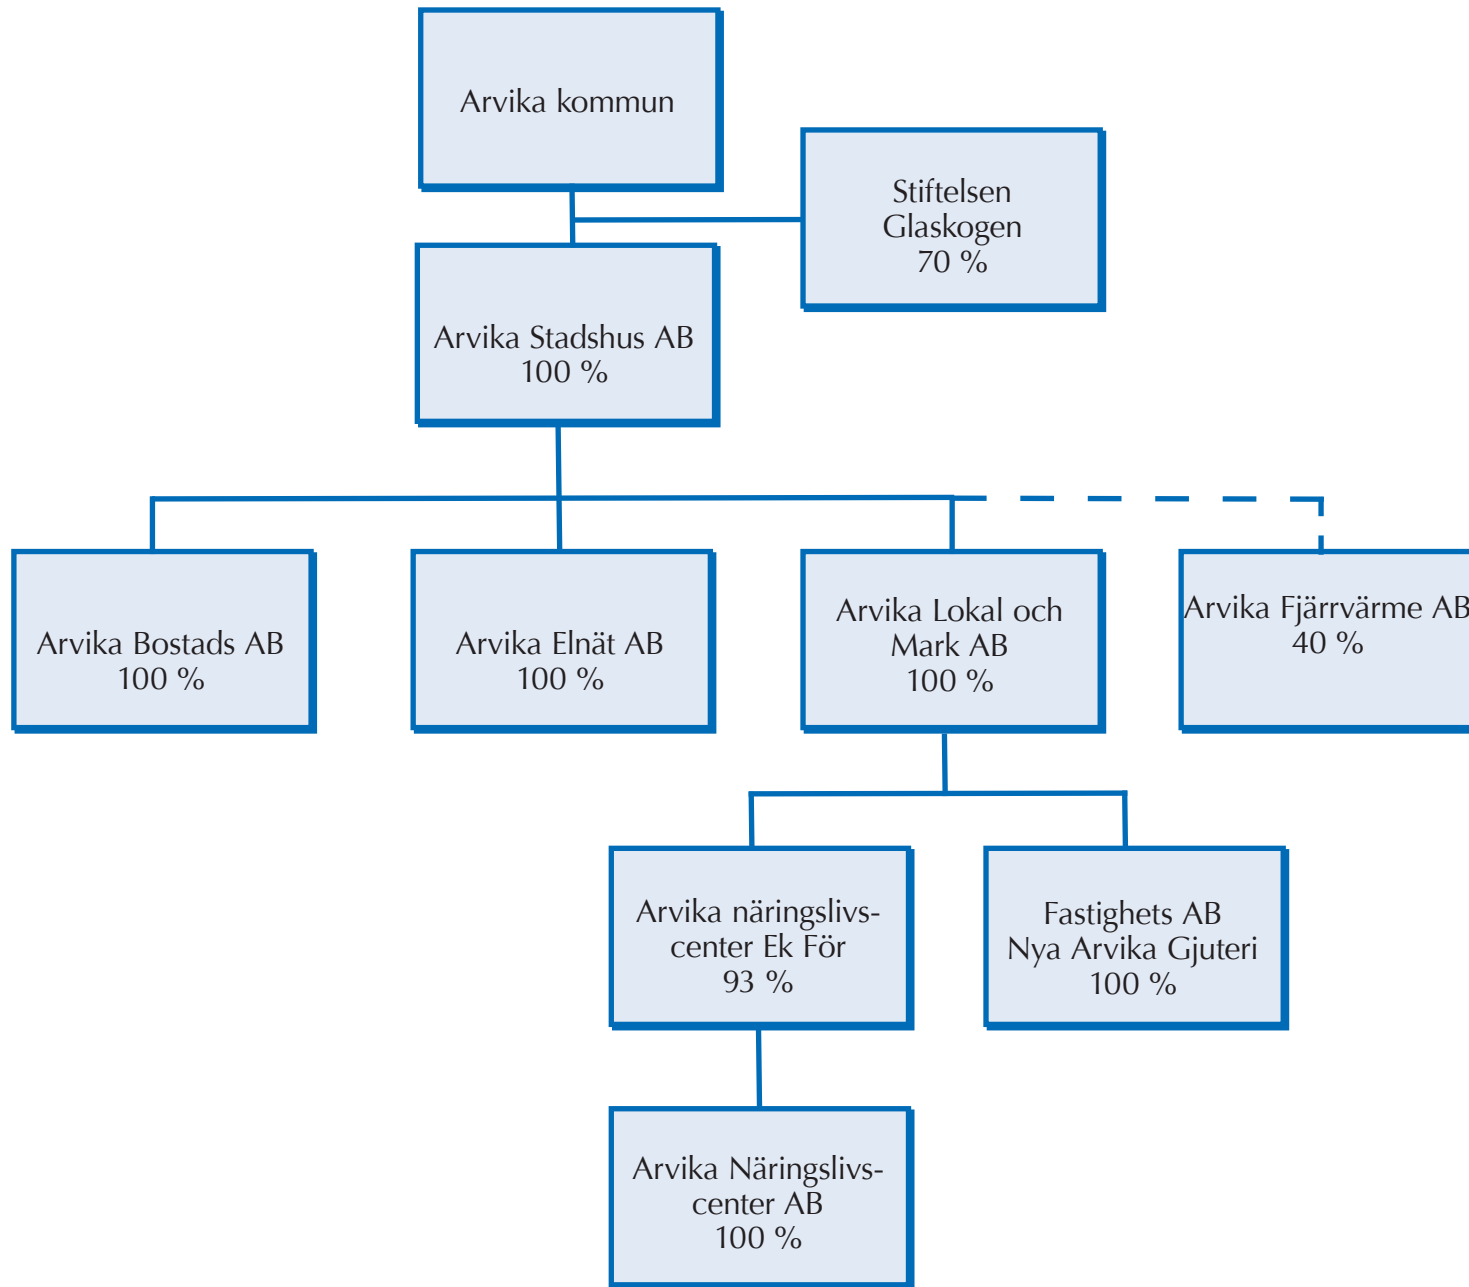 Arvika kommun
Stiftelsen
Glaskogen
70 %
Arvika Stadshus AB
100 %
Arvika Bostads AB
100 %
Arvika Elnät AB
100 %
Arvika Lokal och
Mark AB
100 %
Arvika Fjärrvärme AB
40 %
Arvika näringslivs-
center Ek För
93 %
Fastighets AB
Nya Arvika Gjuteri
100 %
Arvika Näringslivs-
center AB
100 %